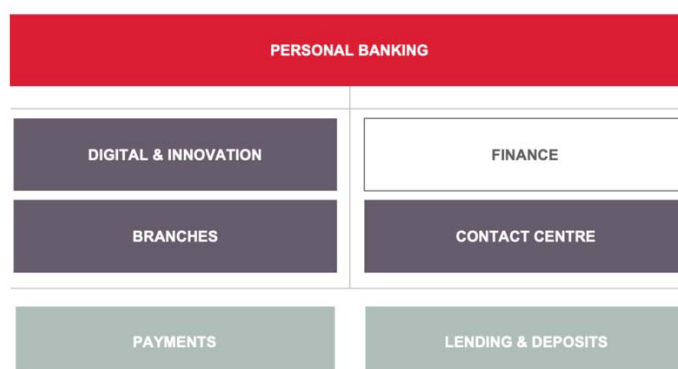 PERSONAL BANKING
DIGITAL & INNOVATION
FINANCE
BRANCHES
CONTACT CENTRE
PAYMENTS
LENDING & DEPOSITS